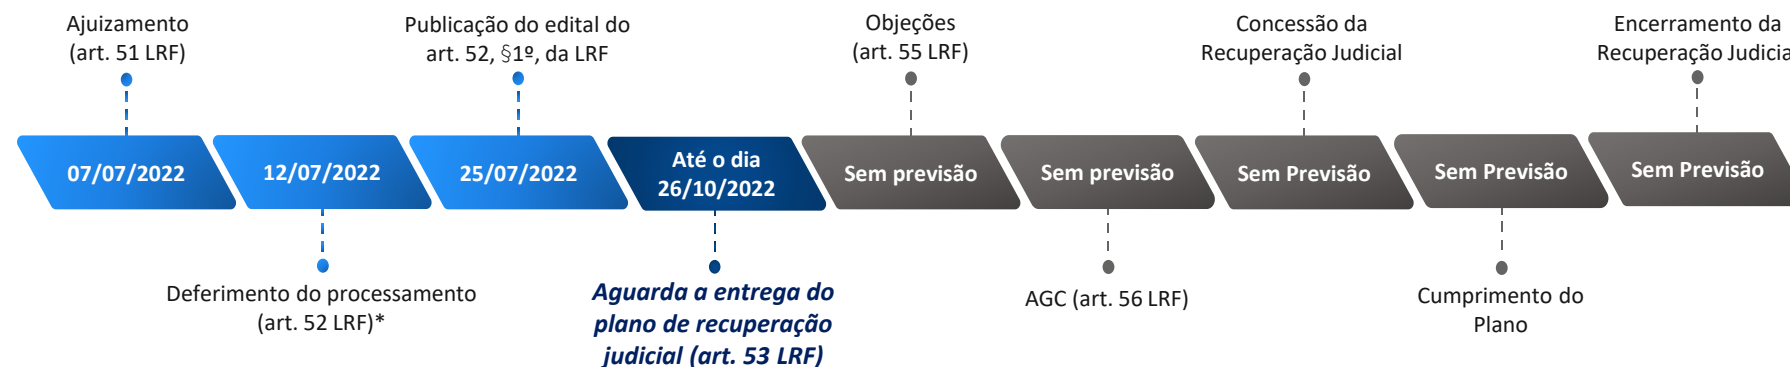 Ajuizamento
(art. 51 LRF)
Publicação do edital do
art. 52, §1º, da LRF
Objeções
(art. 55 LRF)
Concessão da
Recuperação Judicial
Encerramento da
Recuperação Judicia
07/07/2022
12/07/2022
25/07/2022
Até o dia
26/10/2022
Sem previsão
Sem previsão
Sem Previsão
Sem Previsão
Sem Previsão
Deferimento do processamento
(art. 52 LRF)*
Aguarda a entrega do
plano de recuperação
judicial (art. 53 LRF)
AGC (art. 56 LRF)
Cumprimento do
Plano